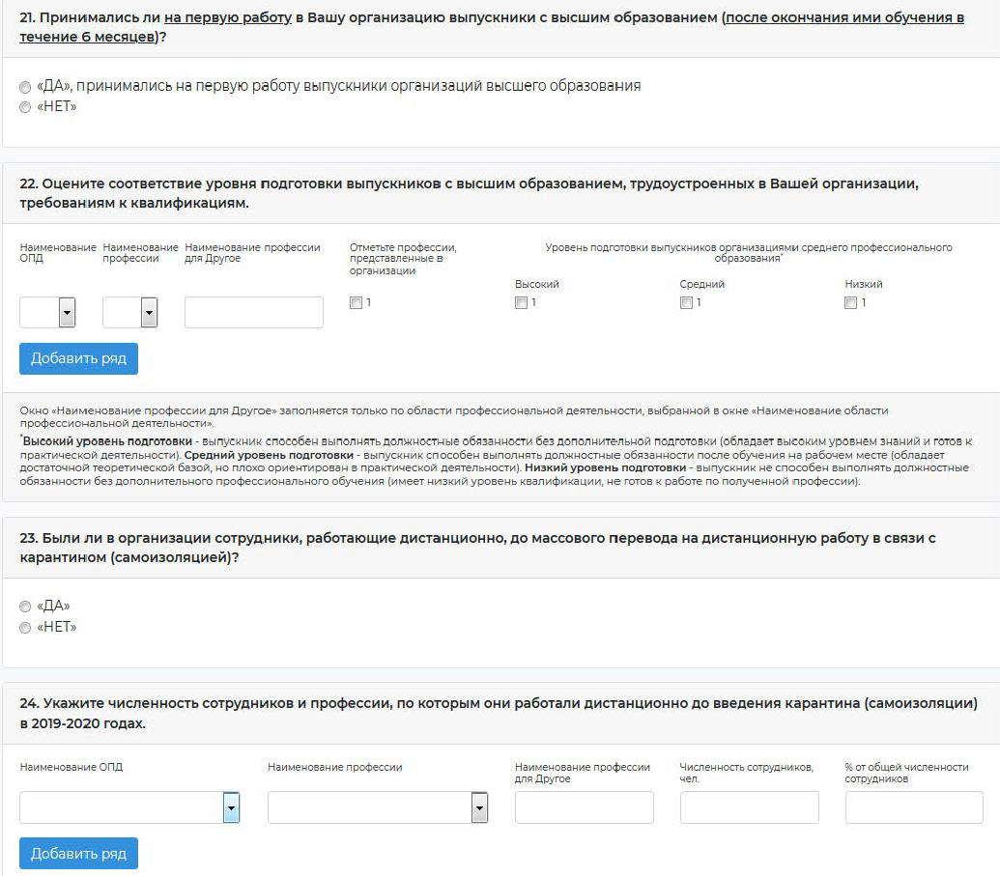 21. Принимались ли на первую работу в Вашу организацию выпускники с высшим образованием (после окончания ими обучения в
течение 6 месяцев)?
«ДА», принимались на первую работу выпускники организаций высшего образования
«НЕТ»
22. Оцените соответствие уровня подготовки выпускников с высшим образованием, трудоустроенных в Вашей организации,
требованиям к квалификациям.
Наименование ОПД
Наименование профессии
Наименование профессии для Другое
Отметьте профессии, представленные в организации
Уровень подготовки выпускников организациями среднего профессионального
образования*
Высокий
Средний
Низкий
1
1
1
1
Добавить ряд
Окно «Наименование профессии для Другое» заполняется только по области профессиональной деятельности, выбранной в окне «Наименование области
профессиональной деятельности».
*Высокий уровень подготовки - выпускник способен выполнять должностные обязанности без дополнительной подготовки (обладает высоким уровнем знаний и готов к
практической деятельности). Средний уровень подготовки - выпускник способен выполнять должностные обязанности после обучения на рабочем месте (обладает
достаточной теоретической базой, но плохо ориентирован в практической деятельности). Низкий уровень подготовки - выпускник не способен выполнять должностные
обязанности без дополнительного профессионального обучения (имеет низкий уровень квалификации, не готов к работе по полученной профессии).
23. Были ли в организации сотрудники, работающие дистанционно, до массового перевода на дистанционную работу в связи с
карантином (самоизоляцией)?
«ДА»
«НЕТ»
24. Укажите численность сотрудников и профессии, по которым они работали дистанционно до введения карантина (самоизоляции)
в 2019-2020 годах.
Наименование ОПД
Наименование профессии
Наименование профессии
для Другое
Численность сотрудников,
чел.
% от общей численности
сотрудников
Добавить ряд